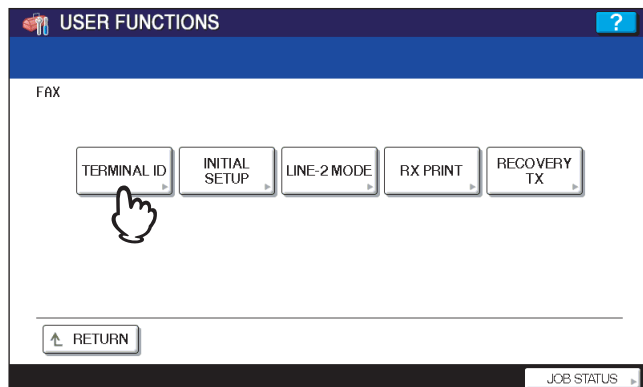 USER FUNCTIONS
?
FAX
TERMINAL ID
INITIAL
SETUP
LINE-2 MODE
RX PRINT
RECOVERY
TX
RETURN
JOB STATUS